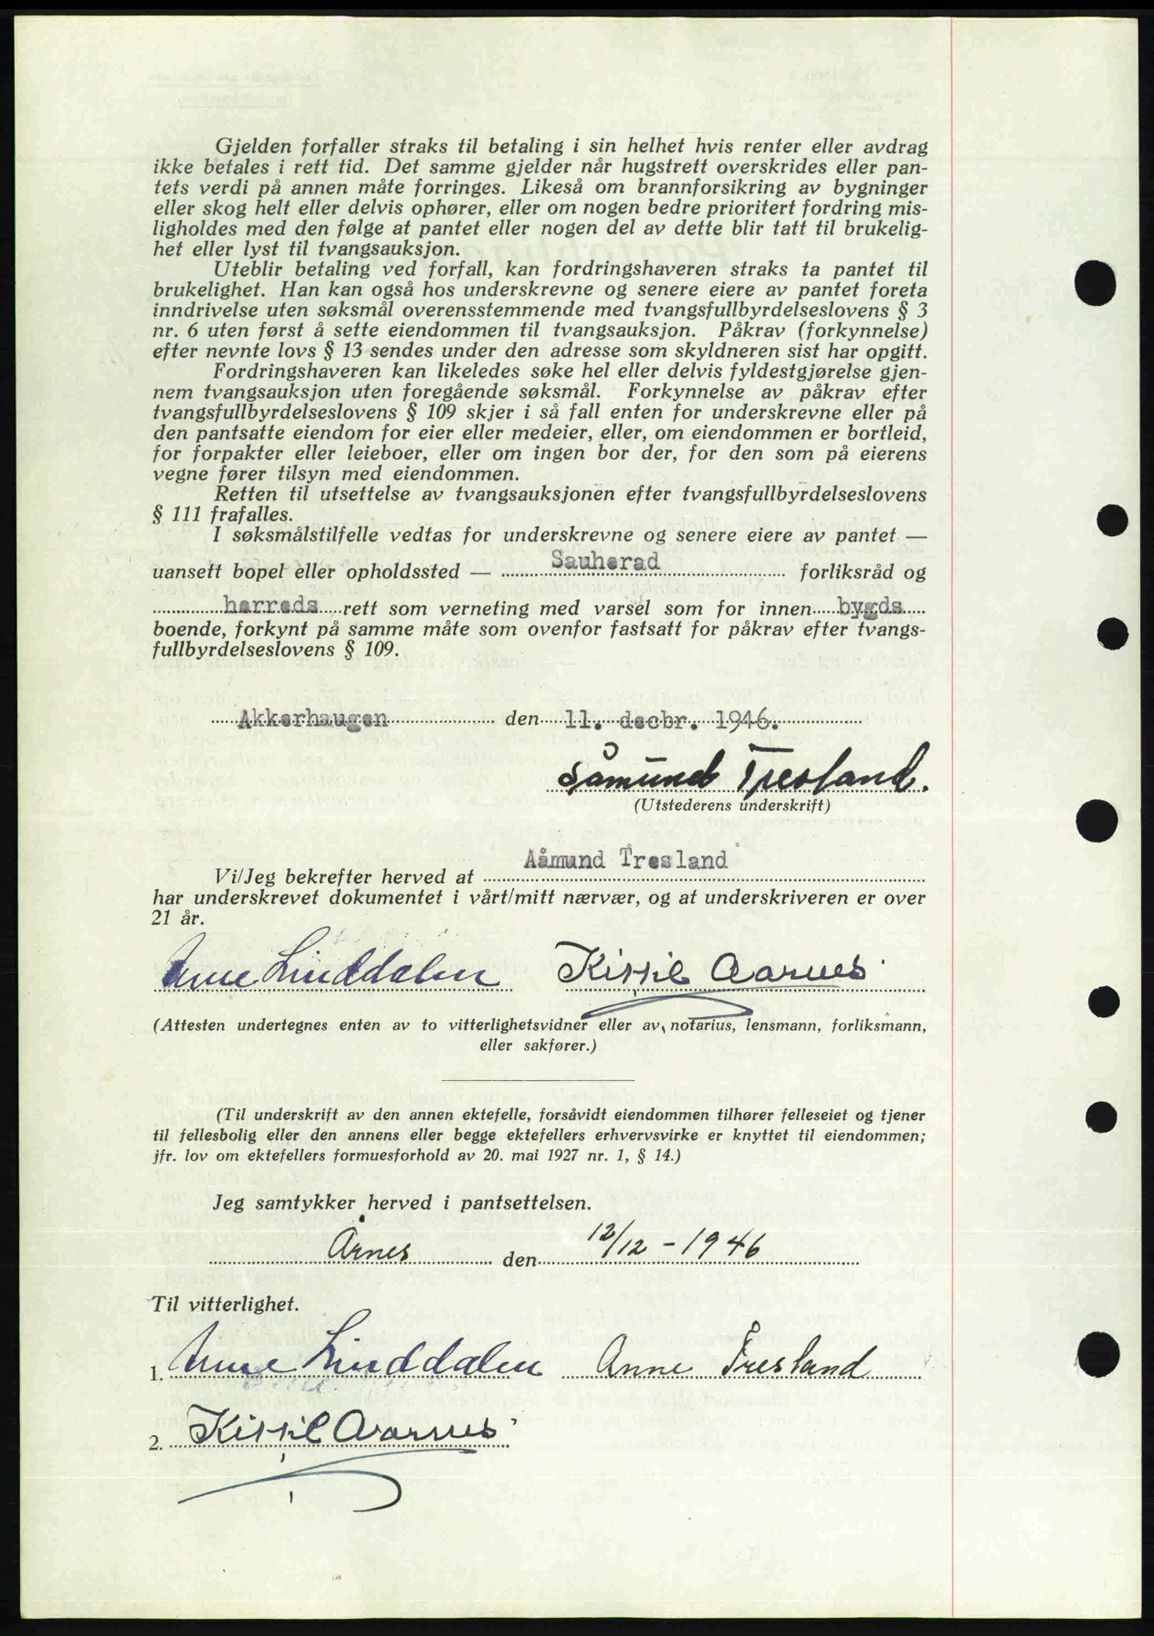 Gjelden forfaller straks til betaling i sin helhet hvis renter eller avdrag
ikke betales i rett tid. Det samme gjelder når hugstrett overskrides eller pan-
tets verdi på annen måte forringes. Likeså om brannforsikring av bygninger
eller skog helt eller delvis ophører, eller om nogen bedre prioritert fordring mis-
ligholdes med den følge at pantet eller nogen del av dette blir tatt til brukelig-
het eller lyst til tvangsauksjon.
Uteblir betaling ved forfall, kan fordringshaveren straks ta pantet til
brukelighet. Han kan også hos underskrevne og senere eiere av pantet foreta
inndrivelse uten søksmål overensstemmende med tvangsfullbyrdelseslovens § 3
nr. 6 uten først å sette eiendommen til tvangsauksjon. Påkrav (forkynnelse)
efter nevnte lovs § 13 sendes under den adresse som skyldneren sist har opgitt.
Fordringshaveren kan likeledes søke hel eller delvis fyldestgjørelse gjen-
nem tvangsauksjon uten foregående søksmål. Forkynnelse av påkrav efter
tvangsfullbyrdelseslovens § 109 skjer i så fall enten for underskrevne eller på
den pantsatte eiendom for eier eller medeier, eller, om eiendommen er bortleid,
for forpakter eller leieboer, eller om ingen bor der, for den som på eierens
vegne fører tilsyn med eiendommen.
Retten til utsettelse av tvangsauksjonen efter tvangsfullbyrdelseslovens
§ 111 frafalles.
I søksmålstilfelle vedtas for underskrevne og senere eiere av pantet —
uansett bopel eller opholdssted — Sauherad forliksråd og
herreds rett som verneting med varsel som for innen bygds
boende, forkynt på samme måte som ovenfor fastsatt for påkrav efter tvangs-
fullbyrdelseslovens § 109.
Akkerhaugen den 11. decbr. 1946.
Åmund Tresland.
(Utstederens underskrift)
Vi/Jeg bekrefter herved at Aåmund Tresland
har underskrevet dokumentet i vårt/mitt nærvær, og at underskriveren er over
21 år.
Anne Linddalen Kittil Aarnes
(Attesten undertegnes enten av to vitterlighetsvidner eller av notarius, lensmann, forliksmann,
eller sakfører.)
(Til underskrift av den annen ektefelle, forsåvidt eiendommen tilhører felleseiet og tjener
til fellesbolig eller den annens eller begge ektefellers erhvervsvirke er knyttet til eiendommen;
jfr. lov om ektefellers formuesforhold av 20. mai 1927 nr. 1, § 14.)
Jeg samtykker herved i pantsettelsen.
Årnes den 12/12 - 1946
Til vitterlighet.
1. Anne Linddalen Anne Tresland
2. Kittil Aarnes